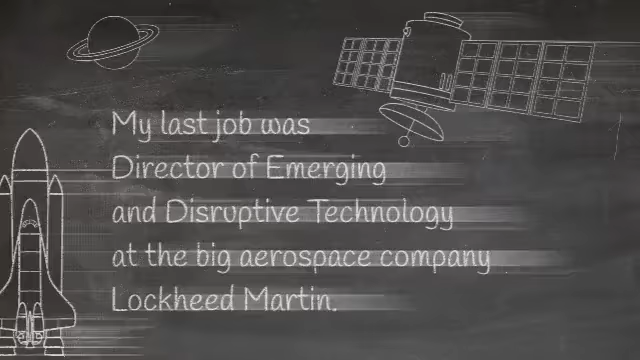 My last job was
Director of Emerging
and Disruptive Technology
at the big aerospace company
Lockheed Martin.